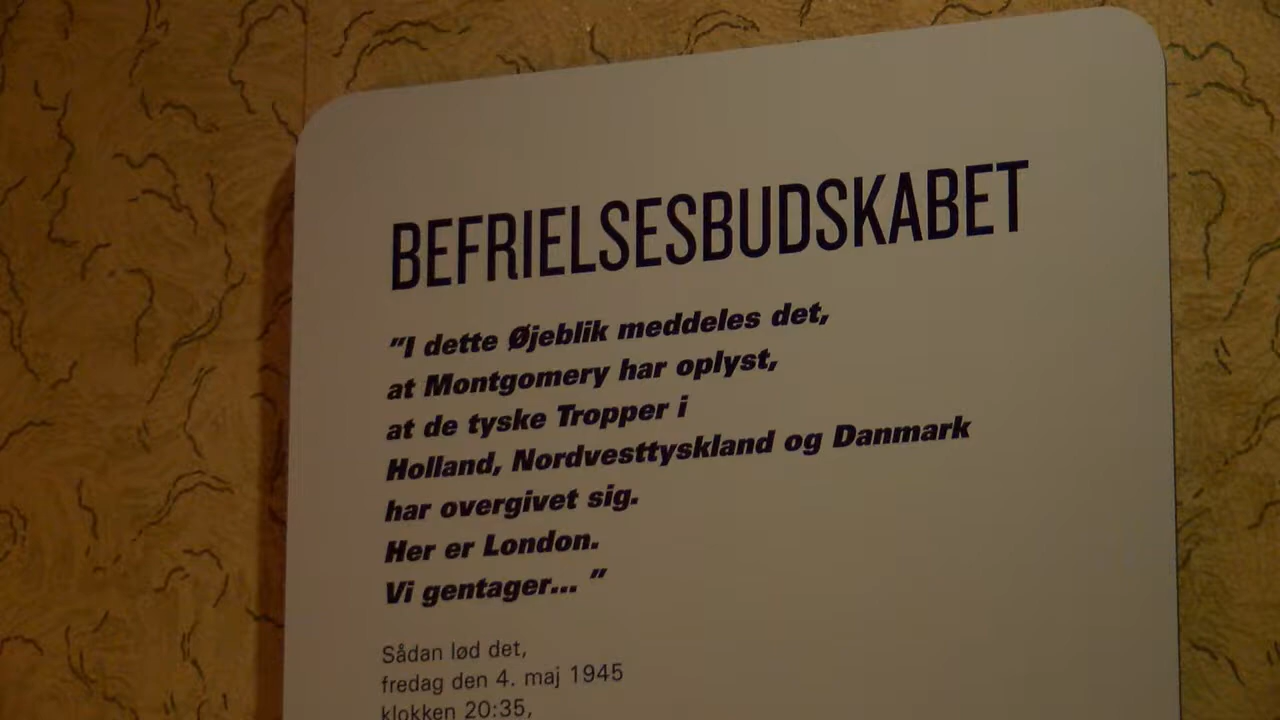 BEFRIELSESBUDSKABET
"I dette Øjeblik meddeles det,
at Montgomery har oplyst,
at de tyske Tropper i
Holland, Nordvesttyskland og Danmark
har overgivet sig.
Her er London.
Vi gentager... "
Sådan lød det,
fredag den 4. maj 1945
klokken 20:35,